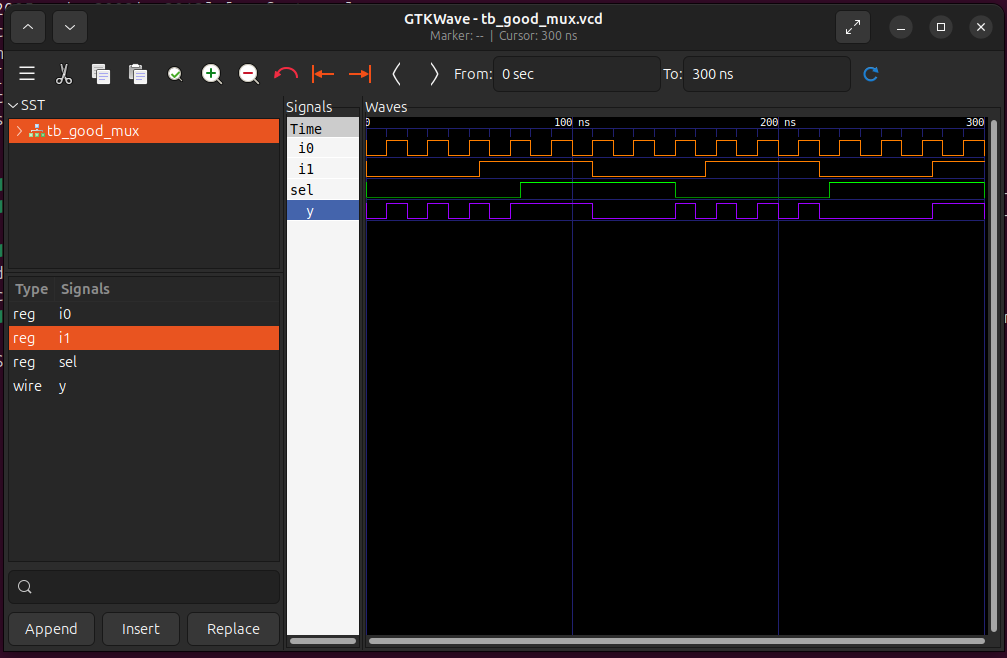 GTKWave - tb_good_mux.vcd
Marker: -- | Cursor: 300 ns
From: 0 sec To: 300 ns
SST
tb_good_mux
Type Signals
reg i0
reg i1
reg sel
wire y
Append Insert Replace
Signals
Time
i0
i1
sel
y
Waves
0 100 ns 200 ns 300